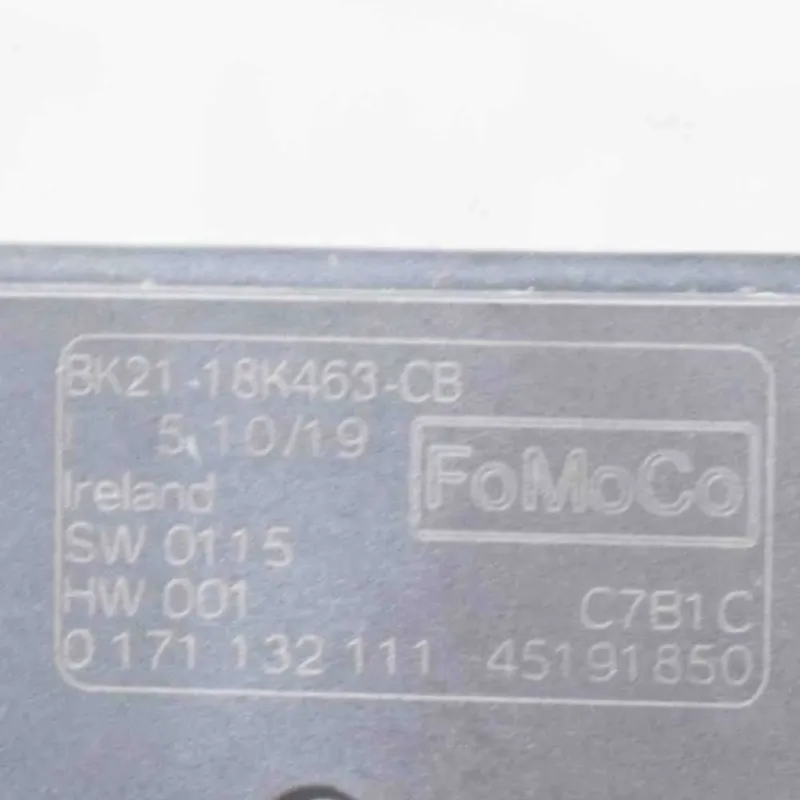 BK21-18K463-CB
5.10/19
FoMoCo
Ireland
SW 0115
HW 001
C7B1C
0 171 132 111 45191850